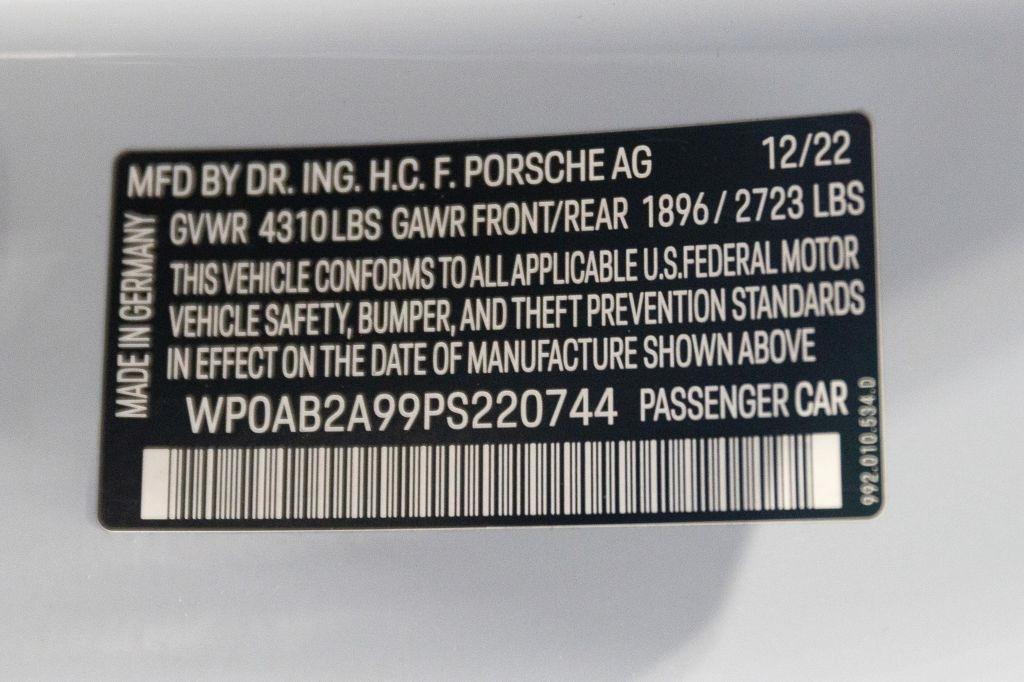 MFD BY DR. ING. H.C. F. PORSCHE AG 12/22
GVWR 4310 LBS GAWR FRONT/REAR 1896 / 2723 LBS
THIS VEHICLE CONFORMS TO ALL APPLICABLE U.S.FEDERAL MOTOR
VEHICLE SAFETY, BUMPER, AND THEFT PREVENTION STANDARDS
IN EFFECT ON THE DATE OF MANUFACTURE SHOWN ABOVE
WP0AB2A99PS220744 PASSENGER CAR
MADE IN GERMANY
992.010.534.D